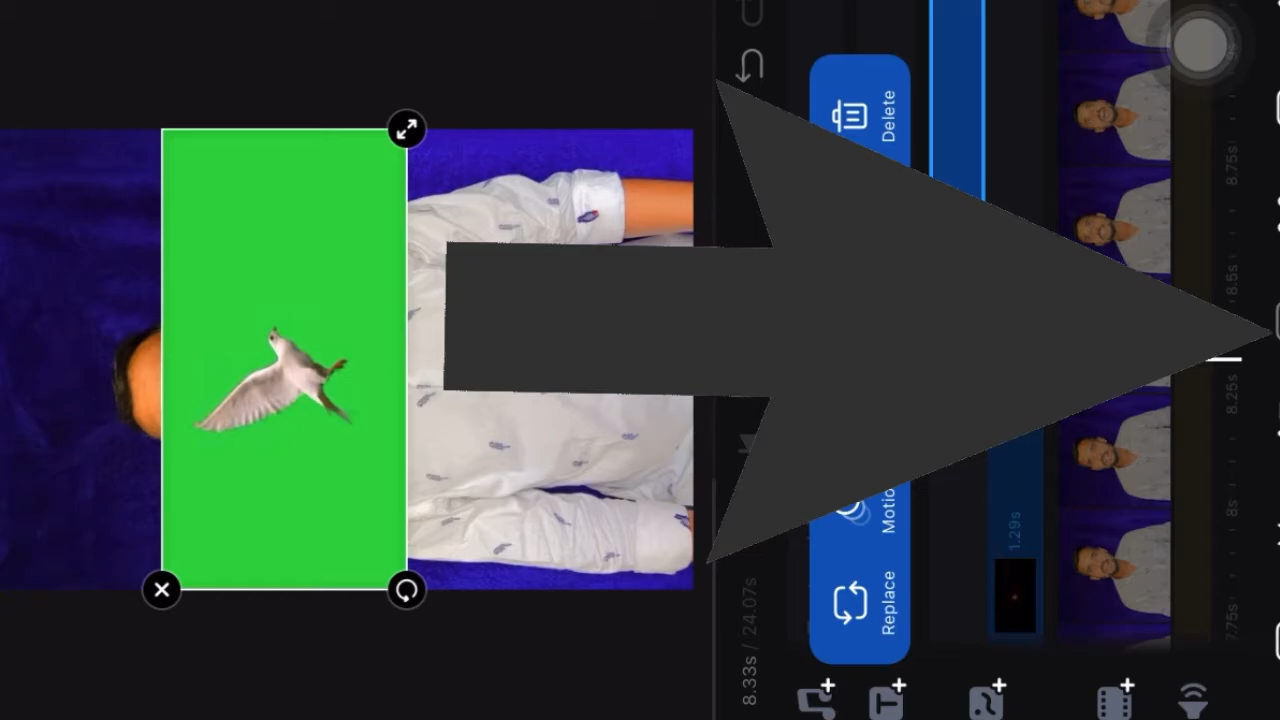 8.33s / 24.07s
Replace
Motio
Delete
1.29s
7.75s
8s
8.25s
8.5s
8.75s